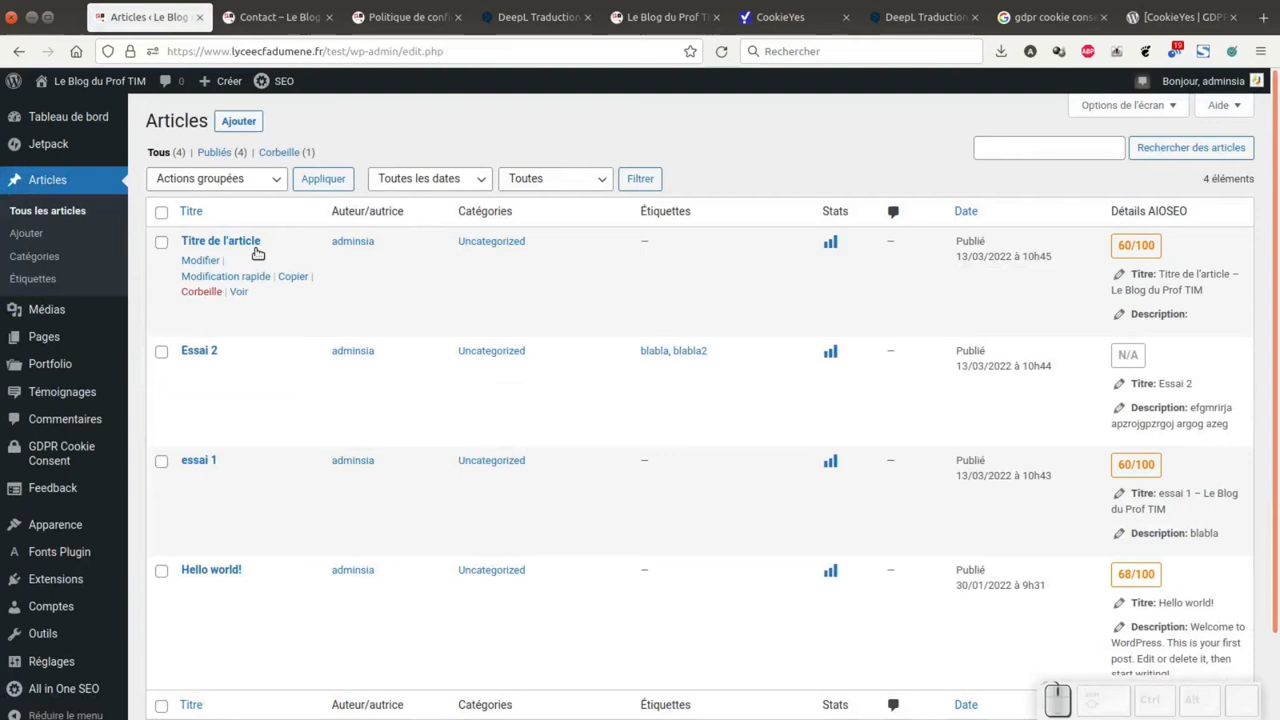 Articles ‹ Le Blog
Contact – Le Blog du
Politique de confi
DeepL Traduction
Le Blog du Prof TIM
CookieYes
DeepL Traduction
gdpr cookie conse
[CookieYes | GDPR
https://www.lyceecfadumene.fr/test/wp-admin/edit.php
Rechercher
ABP
19
Le Blog du Prof TIM
0
Créer
SEO
Bonjour, adminsia
Tableau de bord
Jetpack
Articles
Tous les articles
Ajouter
Catégories
Étiquettes
Médias
Pages
Portfolio
Témoignages
Commentaires
GDPR Cookie
Consent
Feedback
Apparence
Fonts Plugin
Extensions
Comptes
Outils
Réglages
All in One SEO
Réduire le menu
Articles Ajouter
Options de l'écran
Aide
Tous (4) | Publiés (4) | Corbeille (1)
Rechercher des articles
Actions groupées
Appliquer
Toutes les dates
Toutes
Filtrer
4 éléments
Titre Auteur/autrice Catégories Étiquettes Stats Date Détails AIOSEO
Titre de l'article adminsia Uncategorized — — Publié
13/03/2022 à 10h45
60/100
Modifier |
Modification rapide | Copier |
Corbeille | Voir
Titre: Titre de l'article –
Le Blog du Prof TIM
Description:
Essai 2 adminsia Uncategorized blabla, blabla2 — Publié
13/03/2022 à 10h44
N/A
Titre: Essai 2
Description: efgmrirja
apzrojgpzrgoj argog azeg
essai 1 adminsia Uncategorized — — Publié
13/03/2022 à 10h43
60/100
Titre: essai 1 – Le Blog
du Prof TIM
Description: blabla
Hello world! adminsia Uncategorized — — Publié
30/01/2022 à 9h31
68/100
Titre: Hello world!
Description: Welcome to
WordPress. This is your first
post. Edit or delete it, then
start writing!
Titre Auteur/autrice Catégories Étiquettes Stats Date
Ctrl
Alt